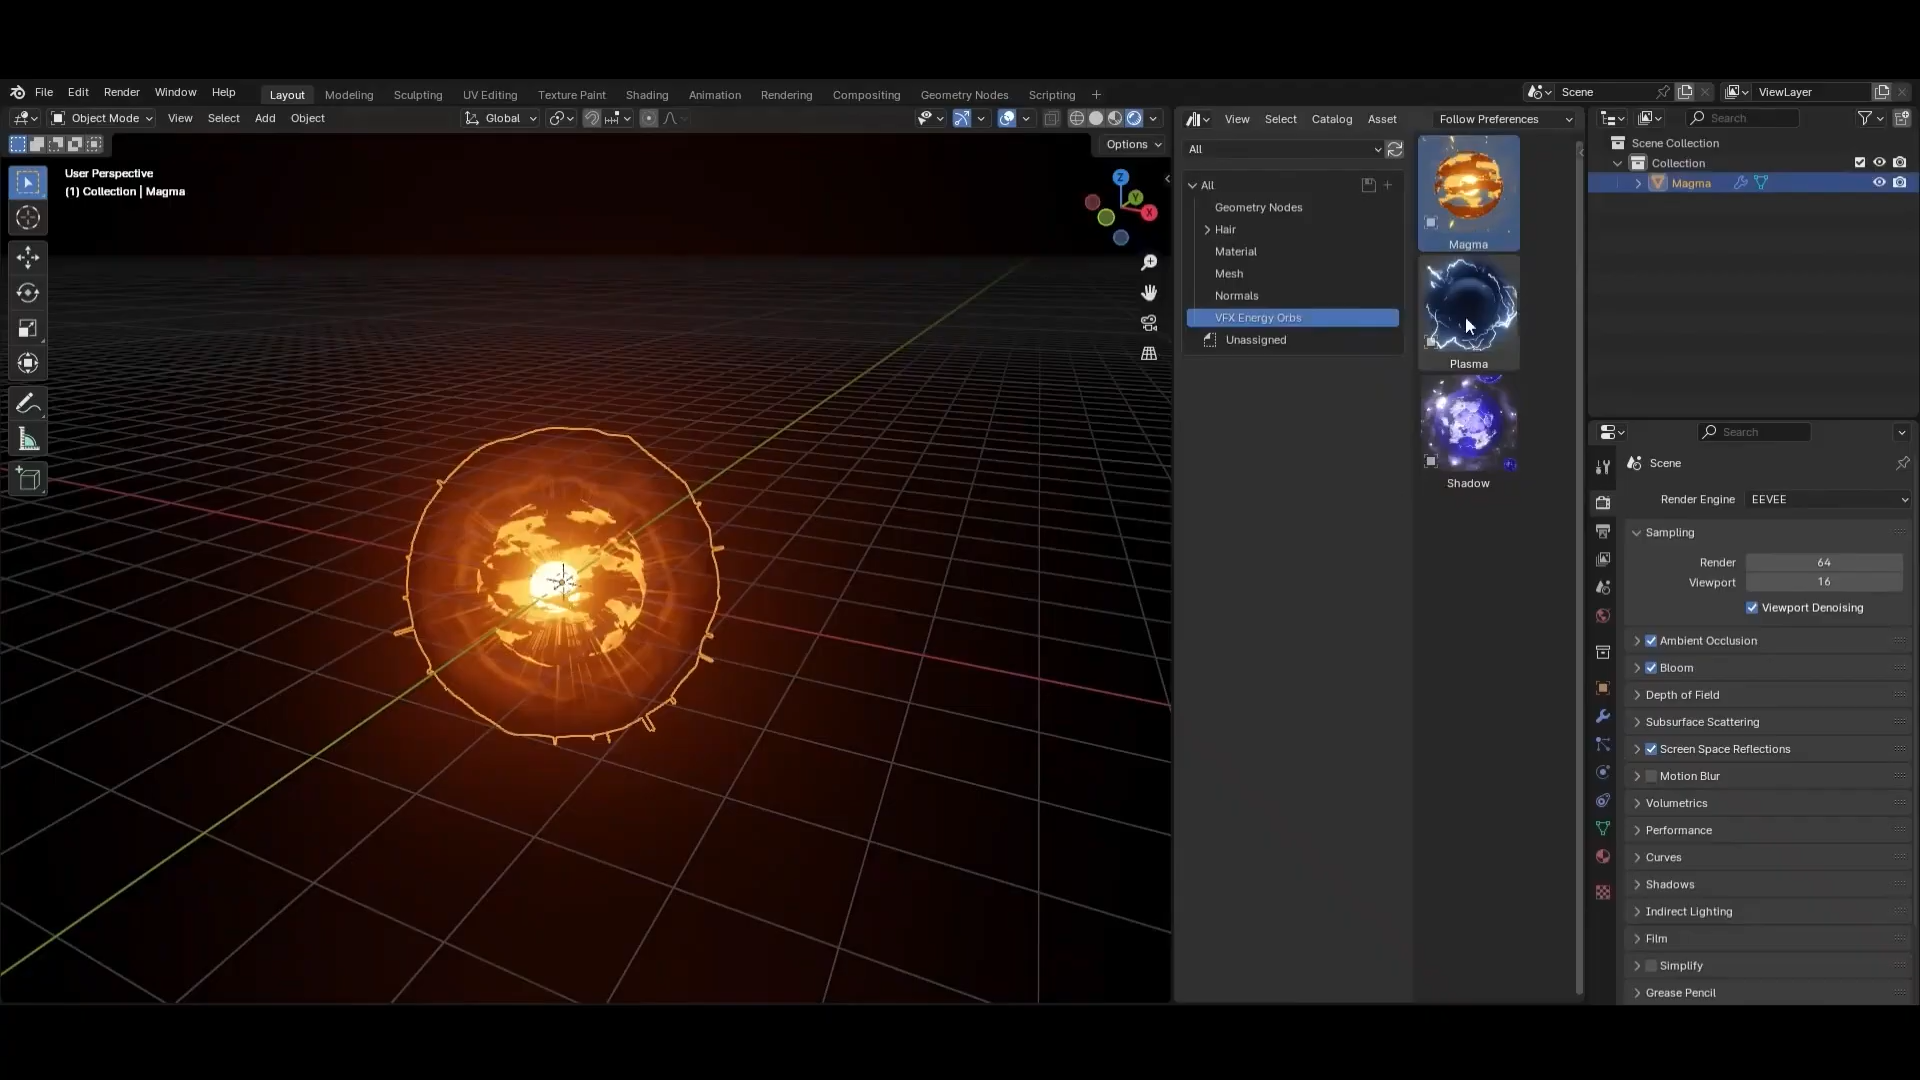 File Edit Render Window Help
Layout Modeling Sculpting UV Editing Texture Paint Shading Animation Rendering Compositing Geometry Nodes Scripting
Scene
ViewLayer
Object Mode View Select Add Object
Global
View Select Catalog Asset
Follow Preferences
Search
Options
User Perspective
(1) Collection | Magma
Z
Y
X
All
All
Geometry Nodes
Hair
Material
Mesh
Normals
VFX Energy Orbs
Unassigned
Magma
Plasma
Shadow
Scene Collection
Collection
Magma
Search
Scene
Render Engine EEVEE
Sampling
Render 64
Viewport 16
Viewport Denoising
Ambient Occlusion
Bloom
Depth of Field
Subsurface Scattering
Screen Space Reflections
Motion Blur
Volumetrics
Performance
Curves
Shadows
Indirect Lighting
Film
Simplify
Grease Pencil